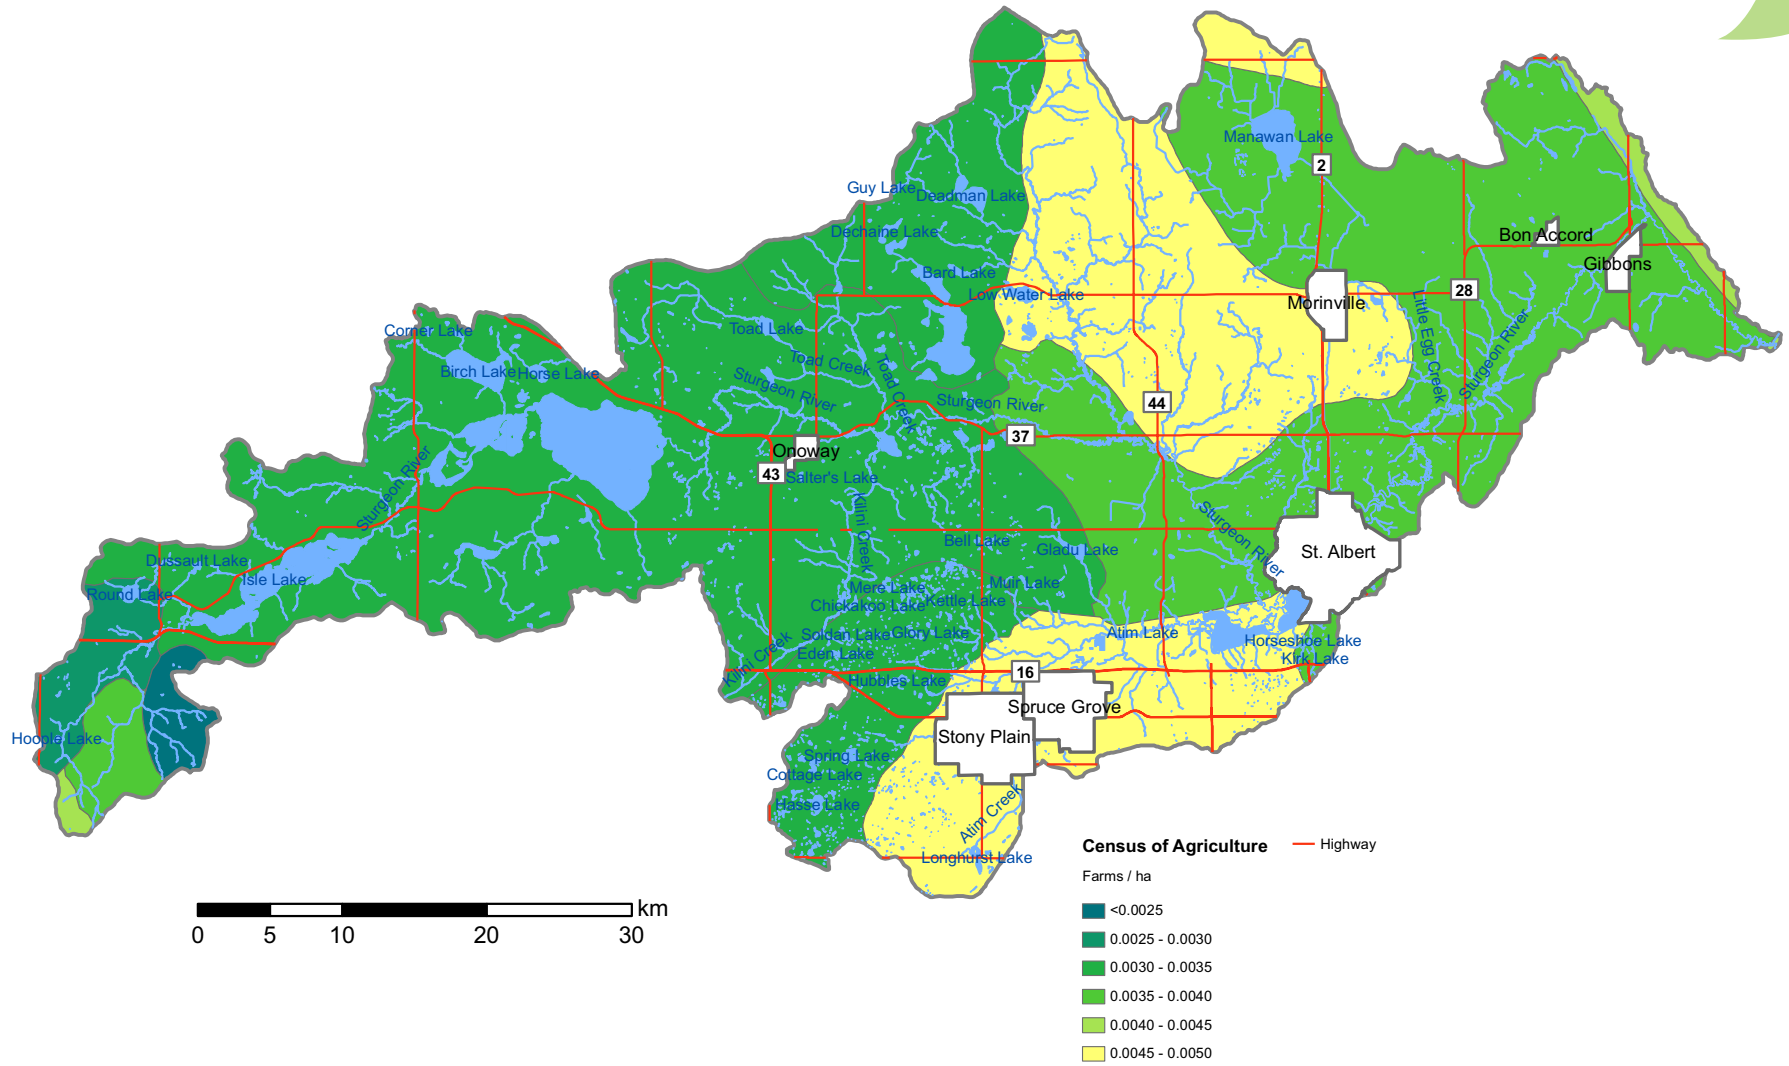 Manawan Lake
2
Guy Lake
Deadman Lake
Dechaine Lake
Bon Accord
Gibbons
Bard Lake
Low Water Lake
Morinville
28
Little Egg Creek
Sturgeon River
Corner Lake
Toad Lake
Birch Lake
Horse Lake
Toad Creek
Toad Creek
Sturgeon River
Sturgeon River
44
37
Onoway
43
Salter's Lake
Sturgeon River
Kilini Creek
Sturgeon River
Bell Lake
Gladu Lake
St. Albert
Dussault Lake
Isle Lake
Round Lake
Mere Lake
Muir Lake
Chickakoo Lake
Kettle Lake
Soldan Lake
Glory Lake
Atim Lake
Horseshoe Lake
Eden Lake
Kirk Lake
Kilini Creek
16
Hubbles Lake
Spruce Grove
Hoople Lake
Stony Plain
Spring Lake
Cottage Lake
Hasse Lake
Atim Creek
Longhurst Lake
km
0 5 10 20 30
Census of Agriculture
Highway
Farms / ha
<0.0025
0.0025 - 0.0030
0.0030 - 0.0035
0.0035 - 0.0040
0.0040 - 0.0045
0.0045 - 0.0050